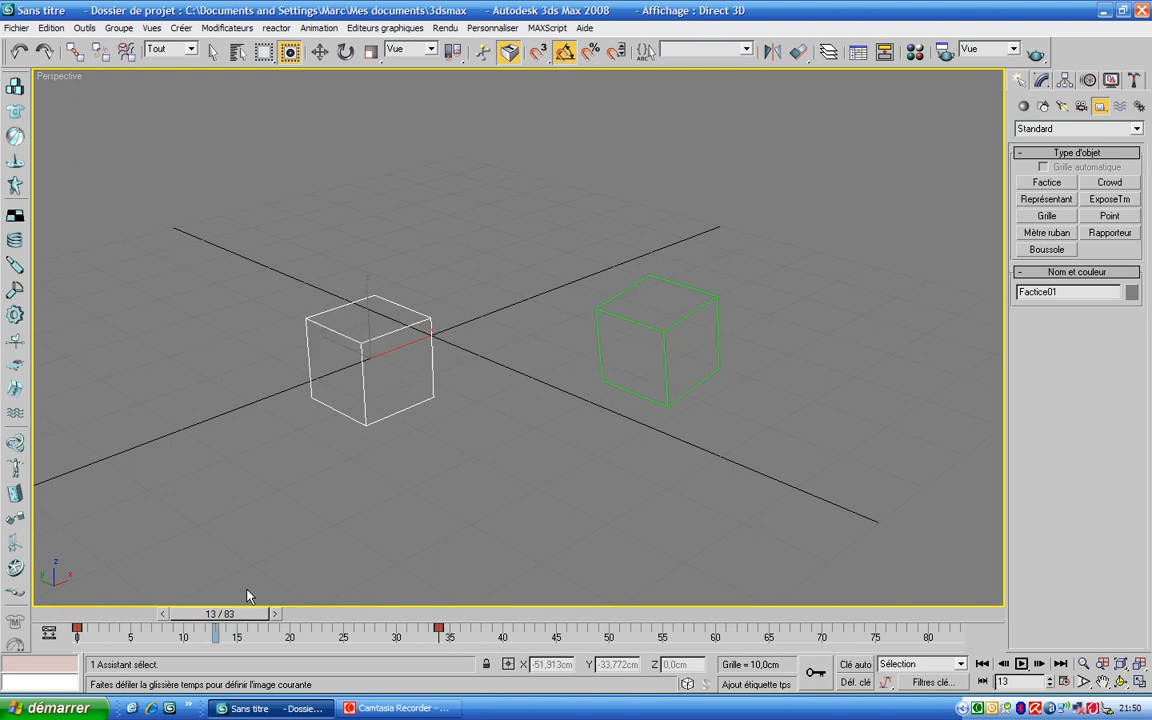 Sans titre - Dossier de projet : C:\Documents and Settings\Marc\Mes documents\3dsmax - Autodesk 3ds Max 2008 - Affichage : Direct 3D
Fichier Edition Outils Groupe Vues Créer Modificateurs reactor Animation Editeurs graphiques Rendu Personnaliser MAXScript Aide
Tout Vue Vue
Perspective
Standard
- Type d'objet
Grille automatique
Factice Crowd
Représentant ExposeTm
Grille Point
Mètre ruban Rapporteur
Boussole
- Nom et couleur
Factice01
z
x
z
y x
< 13 / 83 >
0 5 10 15 20 25 30 35 40 45 50 55 60 65 70 75 80
1 Assistant sélect. X -51,913cm Y -33,772cm Z 0,0cm Grille = 10,0cm Clé auto Sélection
Faites défiler la glissière temps pour définir l'image courante Ajout étiquette tps Déf. clé Filtres clé... 13
démarrer Sans titre - Dossie... Camtasia Recorder - ... 21:50